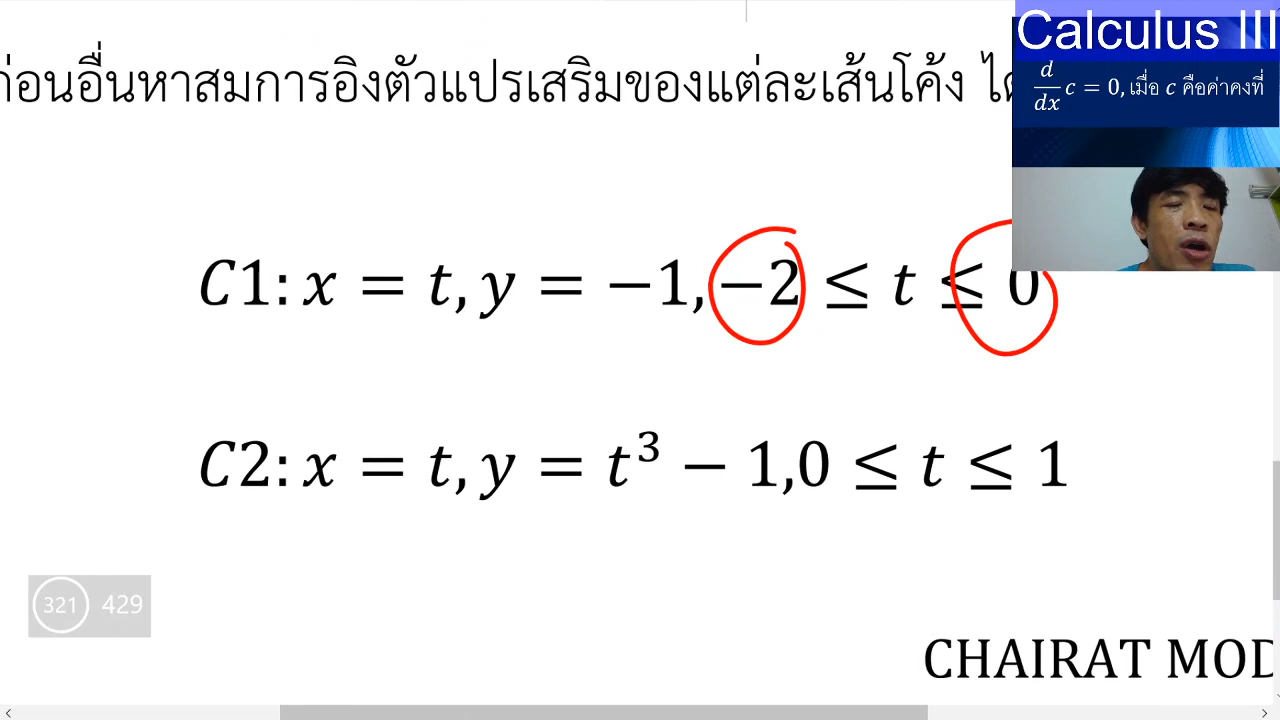 Calculus III
d/dx c = 0, เมื่อ c คือค่าคงที่
ก่อนอื่นหาสมการอิงตัวแปรเสริมของแต่ละเส้นโค้ง
C1: x = t, y = −1, −2 ≤ t ≤ 0
C2: x = t, y = t³ − 1,0 ≤ t ≤ 1
321 429
CHAIRAT MOD